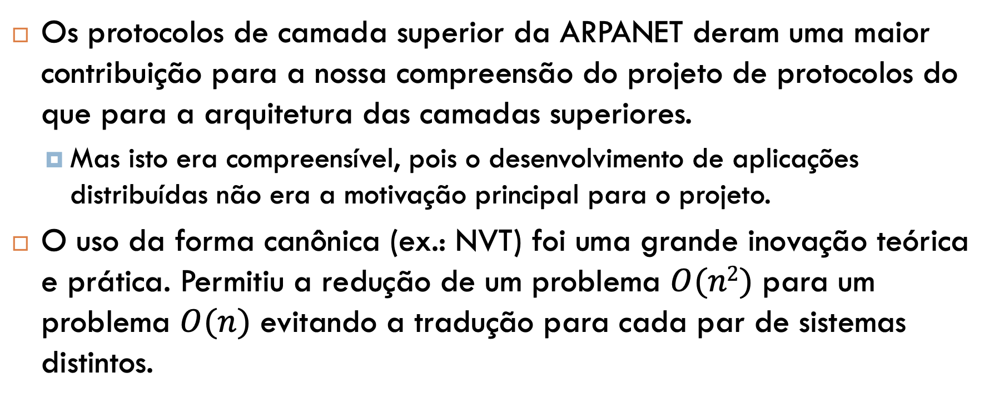 Os protocolos de camada superior da ARPANET deram uma maior
contribuição para a nossa compreensão do projeto de protocolos do
que para a arquitetura das camadas superiores.
Mas isto era compreensível, pois o desenvolvimento de aplicações
distribuídas não era a motivação principal para o projeto.
O uso da forma canônica (ex.: NVT) foi uma grande inovação teórica
e prática. Permitiu a redução de um problema O(n²) para um
problema O(n) evitando a tradução para cada par de sistemas
distintos.